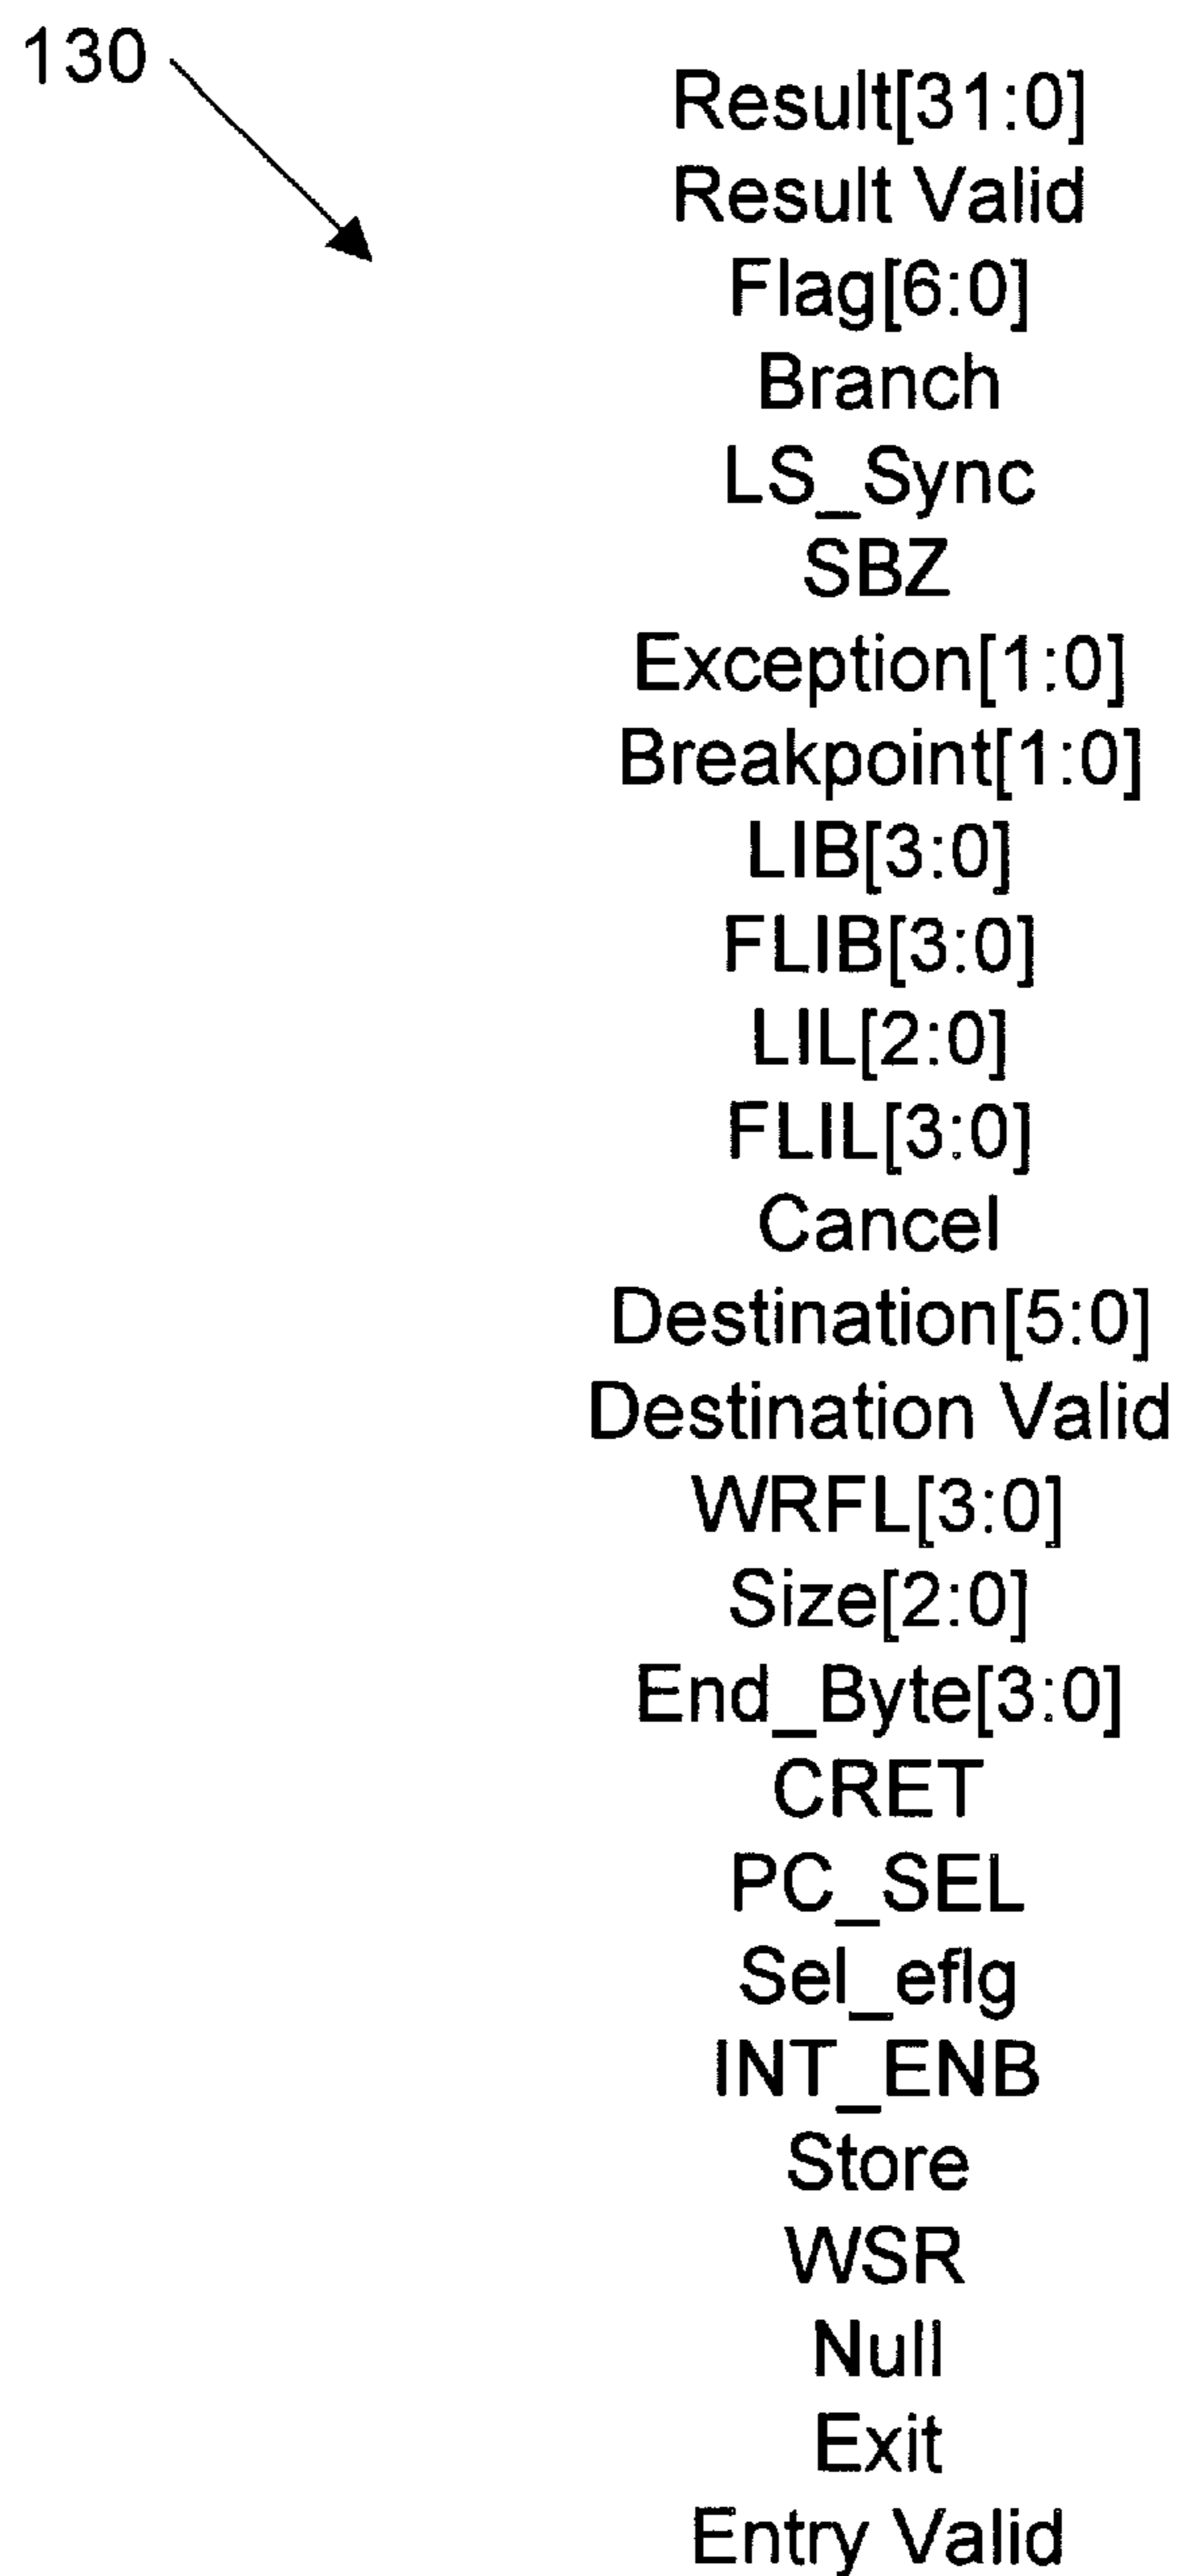 130
Result[31:0]
Result Valid
Flag[6:0]
Branch
LS_Sync
SBZ
Exception[1:0]
Breakpoint[1:0]
LIB[3:0]
FLIB[3:0]
LIL[2:0]
FLIL[3:0]
Cancel
Destination[5:0]
Destination Valid
WRFL[3:0]
Size[2:0]
End_Byte[3:0]
CRET
PC_SEL
Sel_eflg
INT_ENB
Store
WSR
Null
Exit
Entry Valid